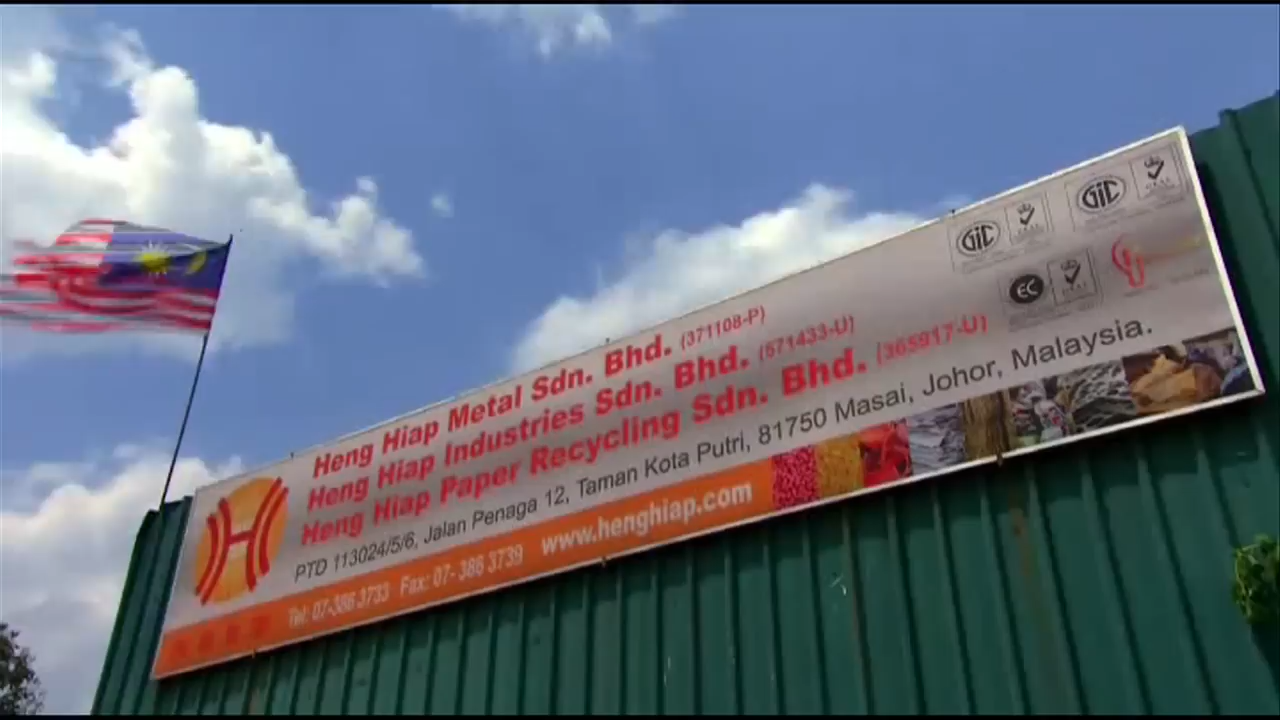 Heng Hiap Metal Sdn. Bhd. (371108-P)
Heng Hiap Industries Sdn. Bhd. (571433-U)
Heng Hiap Paper Recycling Sdn. Bhd. (365917-U)
PTD 113024/5/6, Jalan Penaga 12, Taman Kota Putri, 81750 Masai, Johor, Malaysia.
Tel: 07-386 3733 Fax: 07- 386 3739 www.henghiap.com
GIC
GIC
EC